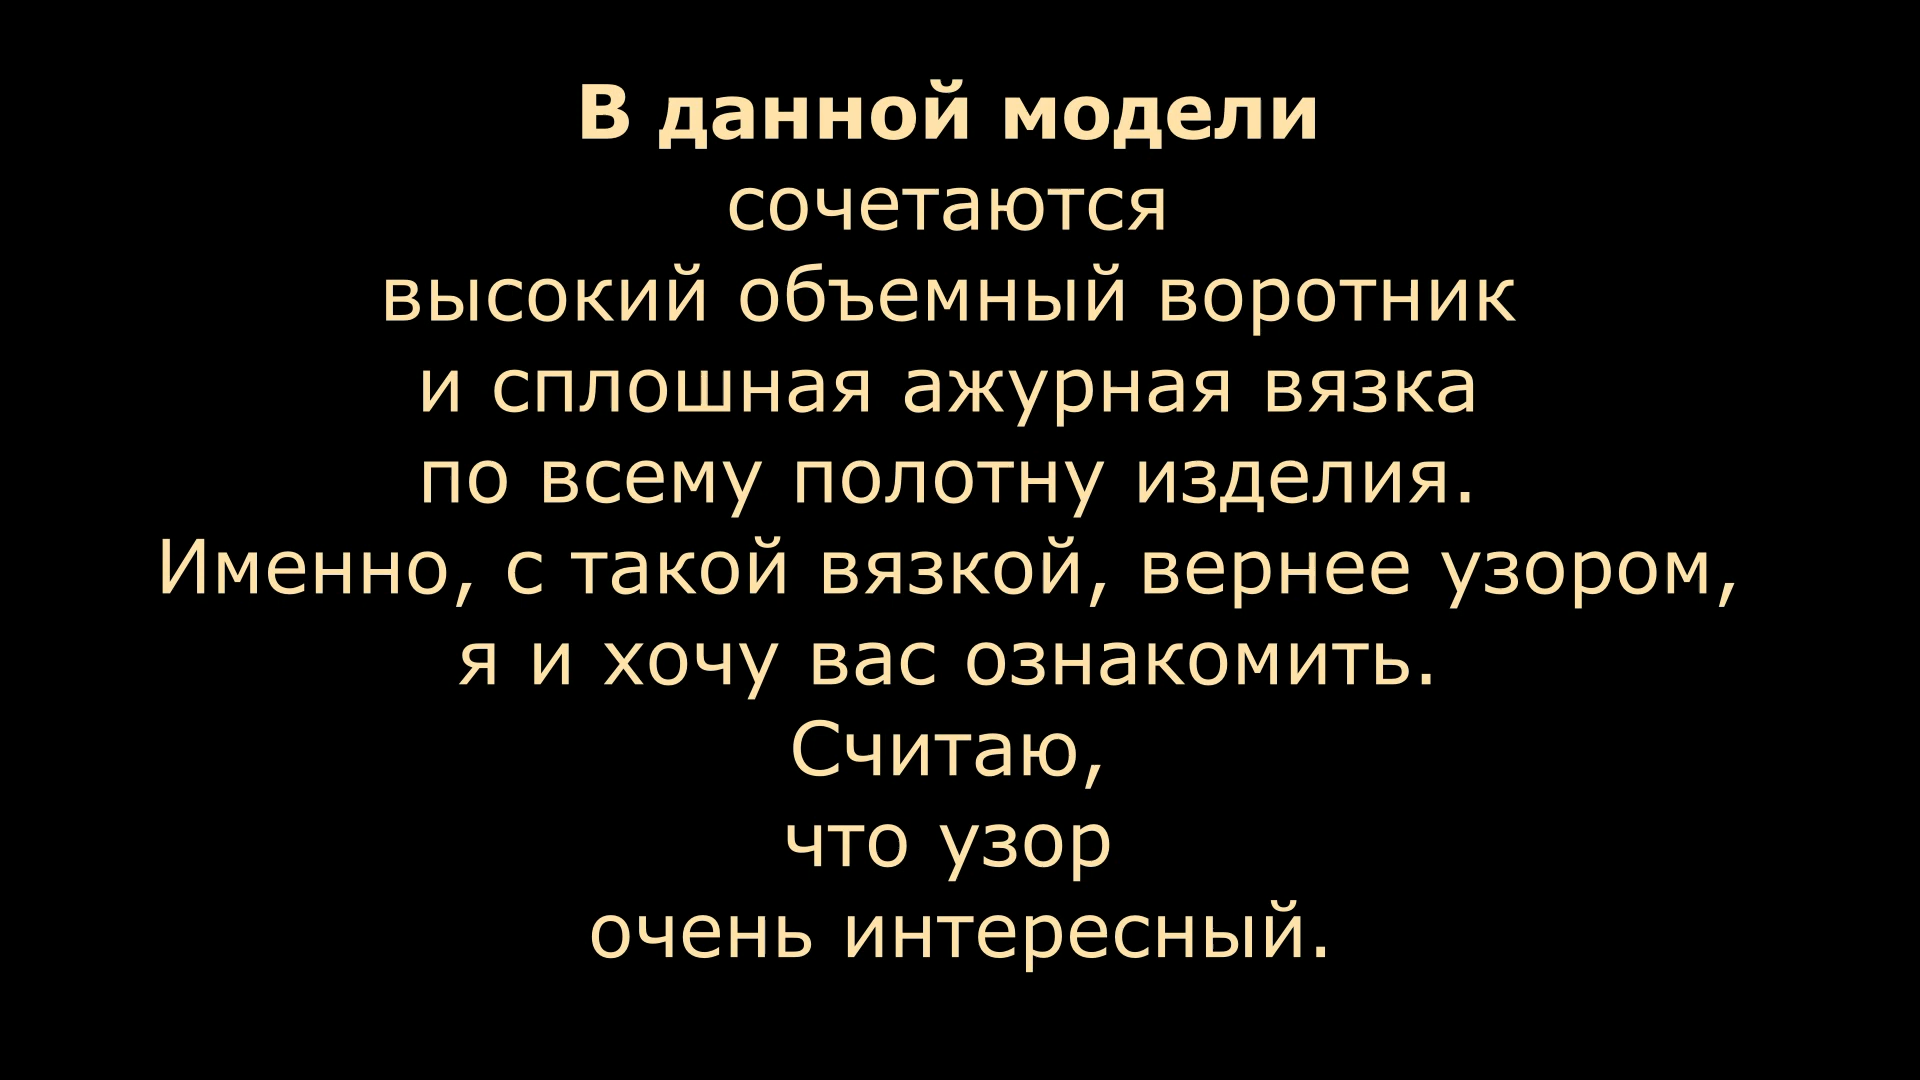 В данной модели
сочетаются
высокий объемный воротник
и сплошная ажурная вязка
по всему полотну изделия.
Именно, с такой вязкой, вернее узором,
я и хочу вас ознакомить.
Считаю,
что узор
очень интересный.